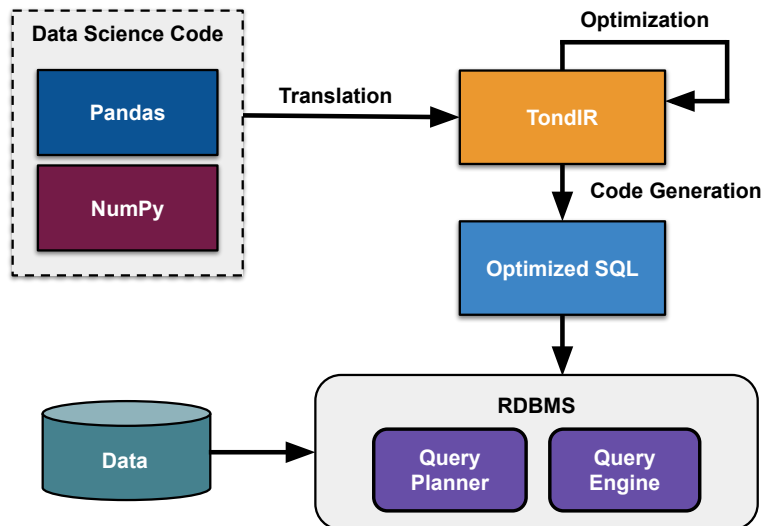 Data Science Code
Pandas
NumPy
Translation
Optimization
TondIR
Code Generation
Optimized SQL
Data
RDBMS
Query
Planner
Query
Engine